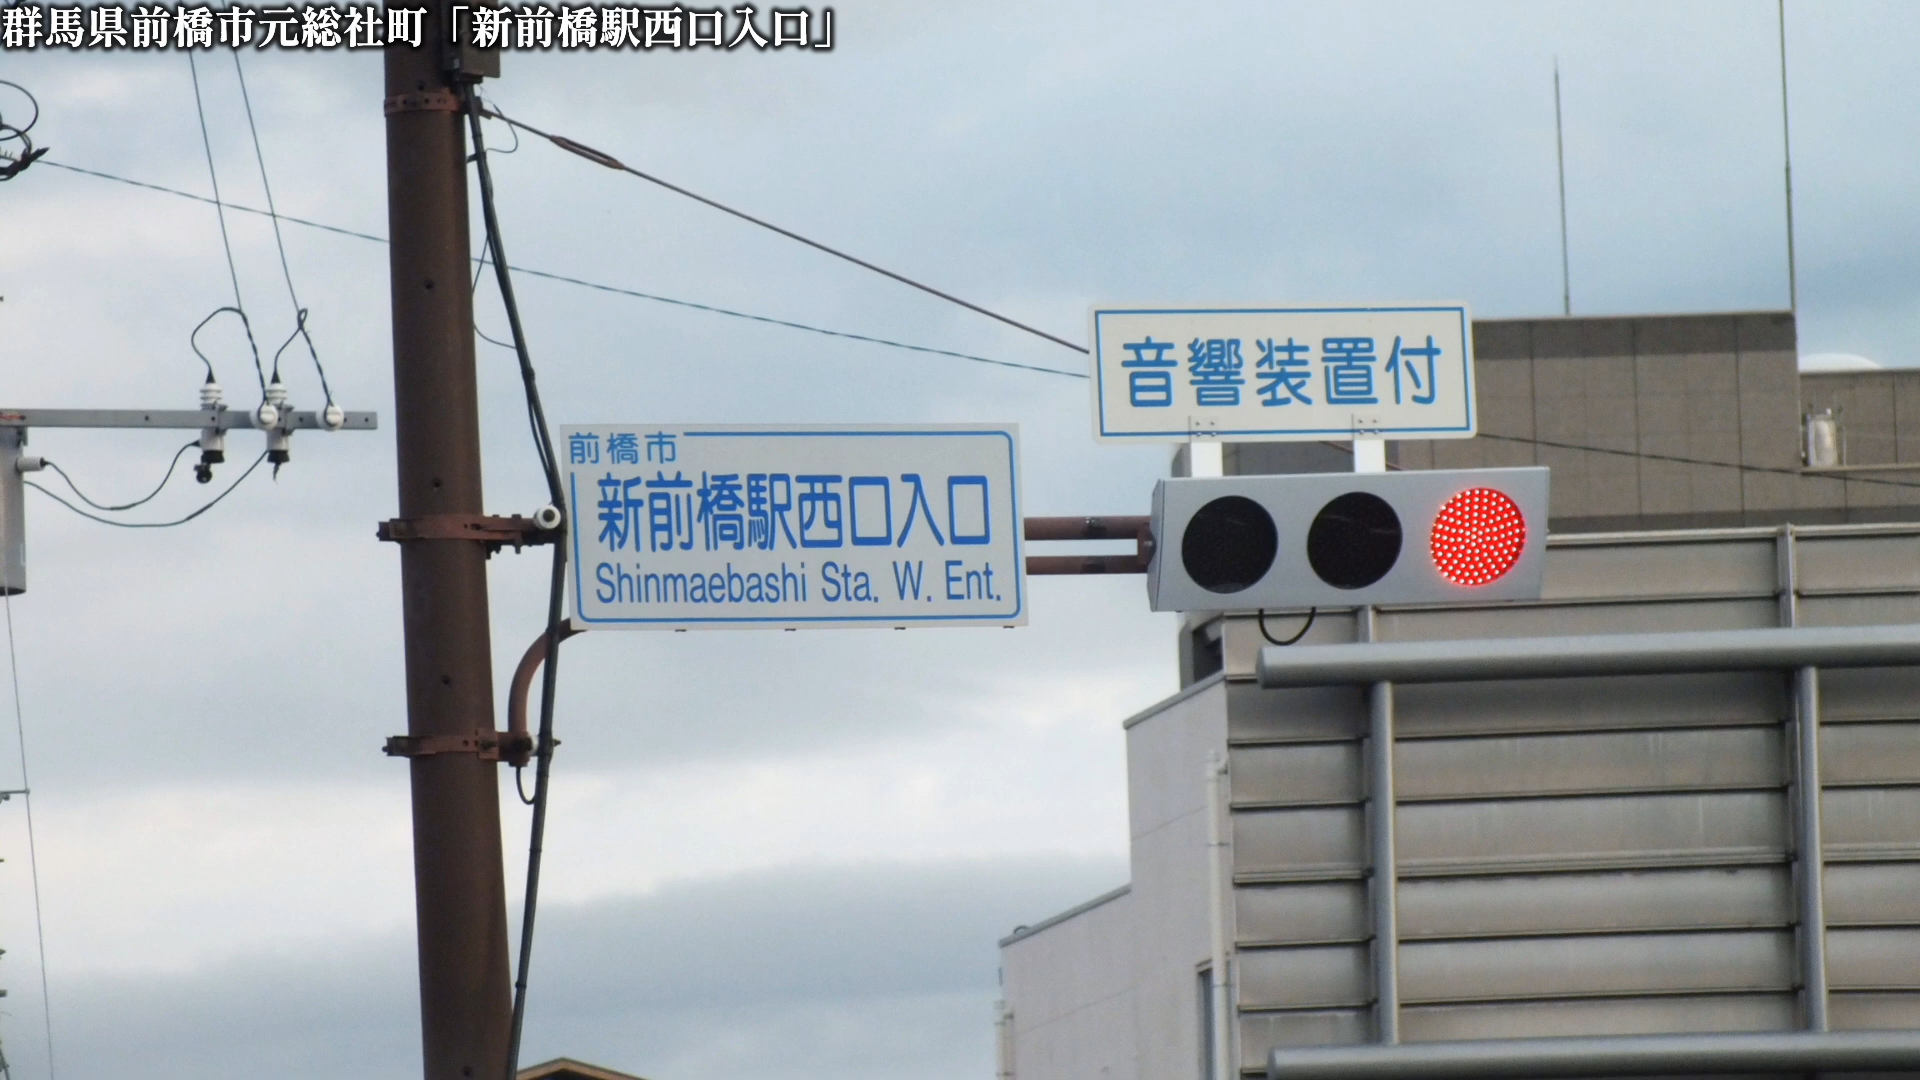 群馬県前橋市元総社町「新前橋駅西口入口」
音響装置付
前橋市
新前橋駅西口入口
Shinmaebashi Sta. W. Ent.